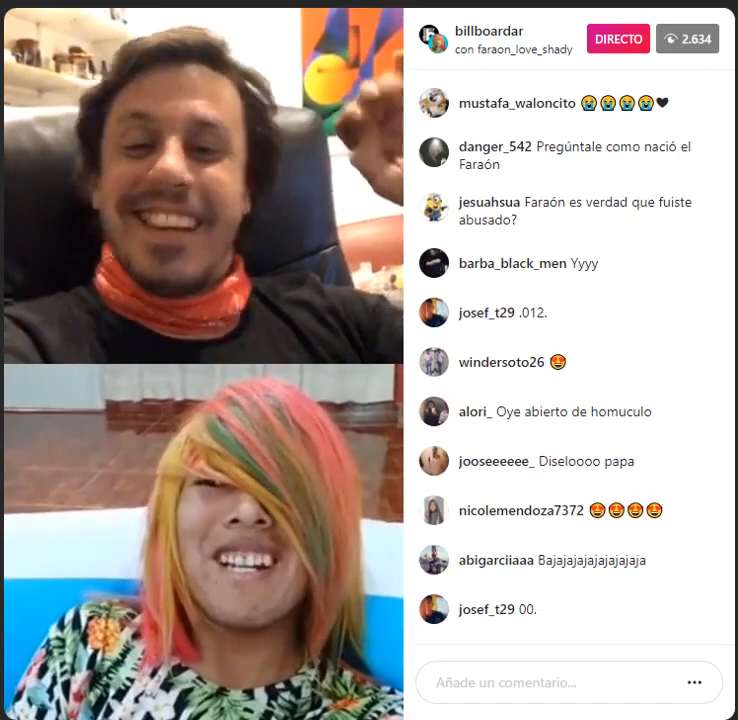 billboardar
con faraon_love_shady
DIRECTO
2.634
mustafa_waloncito 😭😭😭😭🖤
danger_542 Pregúntale como nació el
Faraón
jesuahsua Faraón es verdad que fuiste
abusado?
barba_black_men Yyyy
josef_t29 .012.
windersoto26 🤩
alori_ Oye abierto de homuculo
jooseeeeee_ Diseloooo papa
nicolemendoza7372 🤩🤩🤩🤩
abigarciiaaa Bajajajajajajajajaja
josef_t29 00.
Añade un comentario...